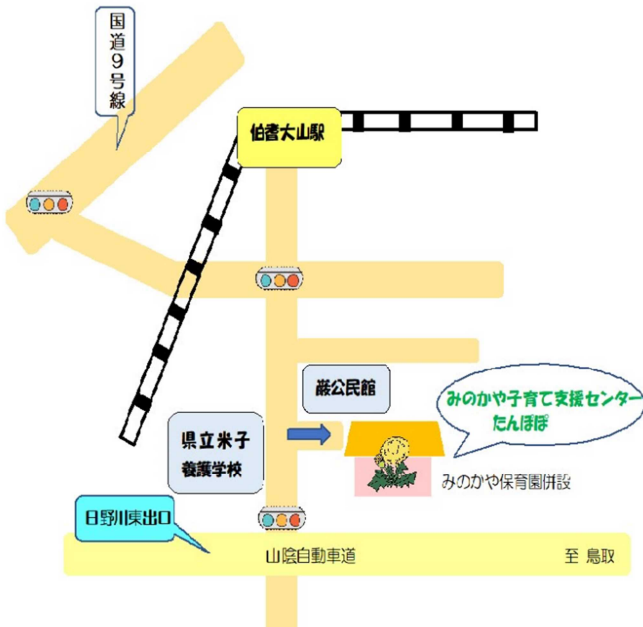 国道9号線
伯耆大山駅
巌公民館
みのかや子育て支援センター
たんぽぽ
県立米子
養護学校
みのかや保育園併設
日野川東出口
山陰自動車道
至 鳥取